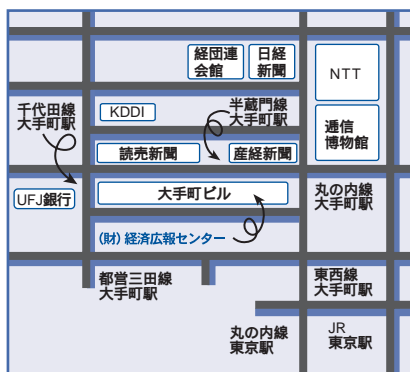 経団連
会館
日経
新聞
NTT
千代田線
大手町駅
KDDI
半蔵門線
大手町駅
逓信
博物館
読売新聞
産経新聞
UFJ銀行
大手町ビル
丸の内線
大手町駅
(財)経済広報センター
都営三田線
大手町駅
東西線
大手町駅
丸の内線
東京駅
JR
東京駅